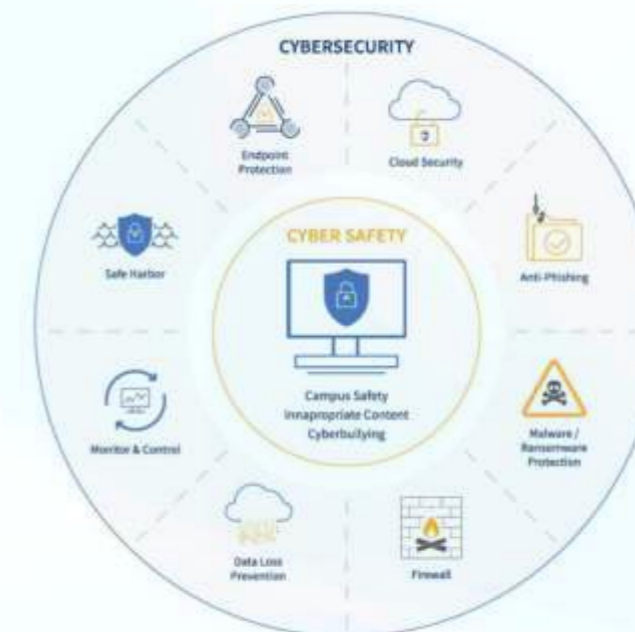 CYBERSECURITY
Endpoint
Protection
Cloud Security
Safe Harbor
CYBER SAFETY
Anti-Phishing
Campus Safety
Innapropriate Content
Cyberbullying
Monitor & Control
Malware /
Ransomware
Protection
Data Loss
Prevention
Firewall